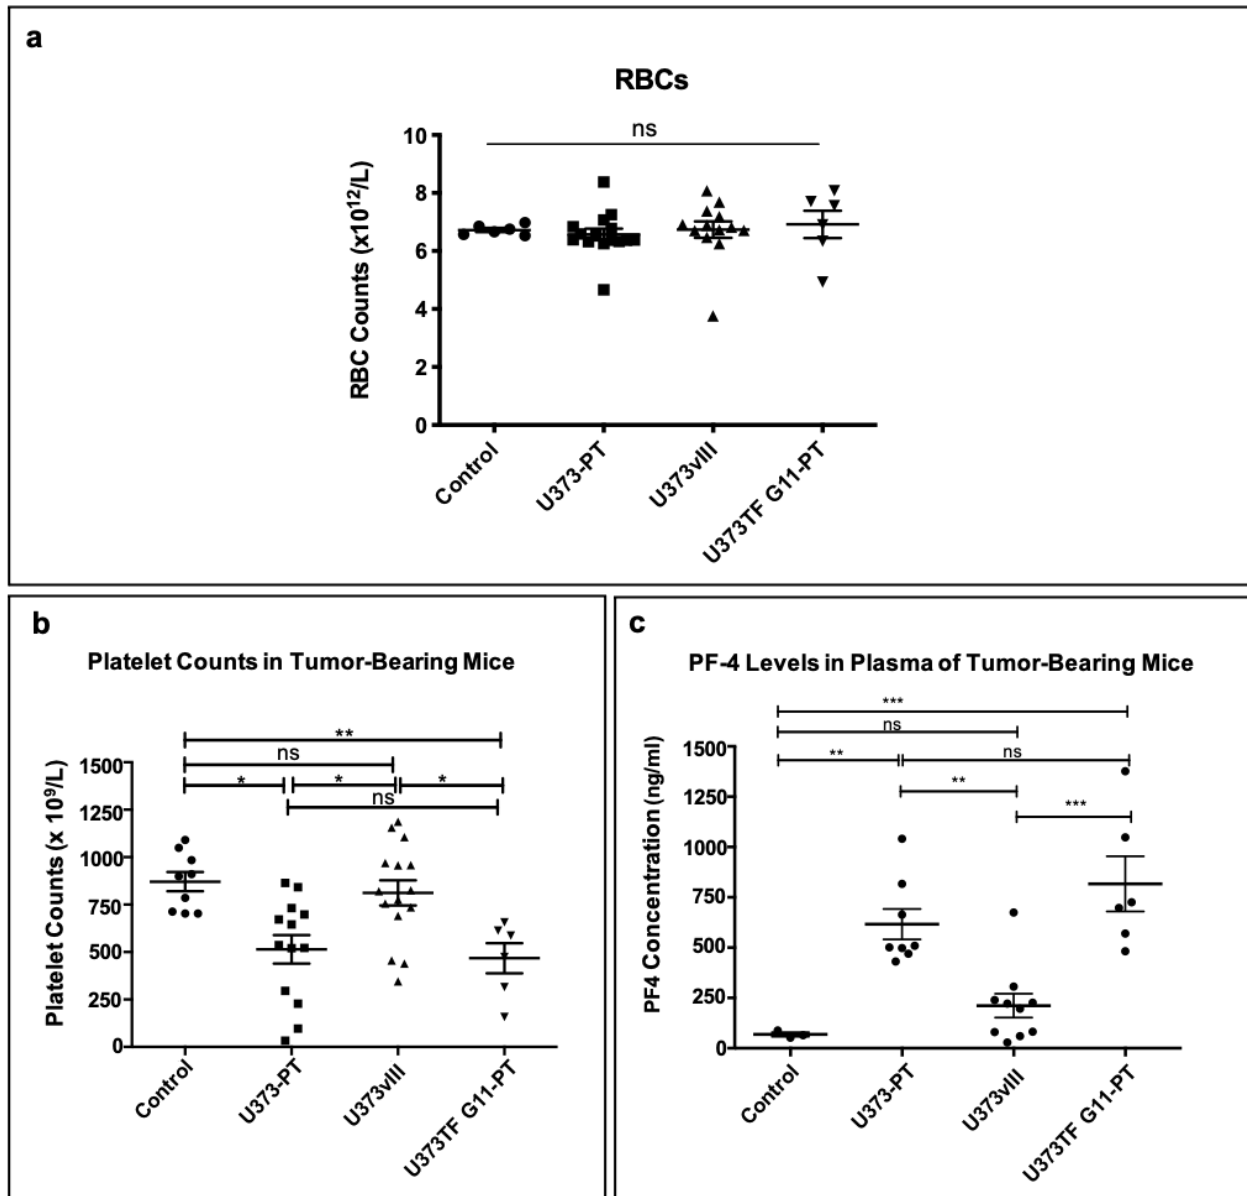 a
RBCs
ns
RBC Counts (x10¹²/L)
10
8
6
4
2
0
Control
U373-PT
U373vIII
U373TF G11-PT
b
Platelet Counts in Tumor-Bearing Mice
**
ns
* * *
ns
Platelet Counts (x 10⁹/L)
1500
1250
1000
750
500
250
0
Control
U373-PT
U373vIII
U373TF G11-PT
c
PF-4 Levels in Plasma of Tumor-Bearing Mice
***
ns
** ns
**
***
PF4 Concentration (ng/ml)
1500
1250
1000
750
500
250
0
Control
U373-PT
U373vIII
U373TF G11-PT